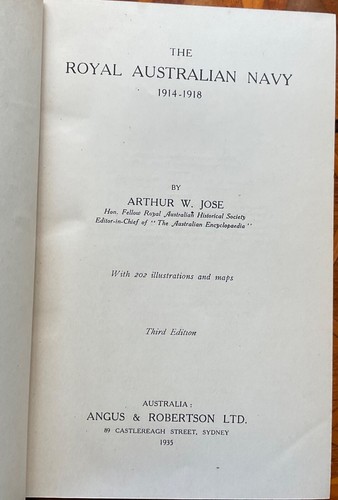 THE
ROYAL AUSTRALIAN NAVY
1914-1918
BY
ARTHUR W. JOSE
Hon. Fellow Royal Australian Historical Society
Editor-in-Chief of "The Australian Encyclopaedia"
With 202 illustrations and maps
Third Edition
AUSTRALIA:
ANGUS & ROBERTSON LTD.
89 CASTLEREAGH STREET, SYDNEY
1935